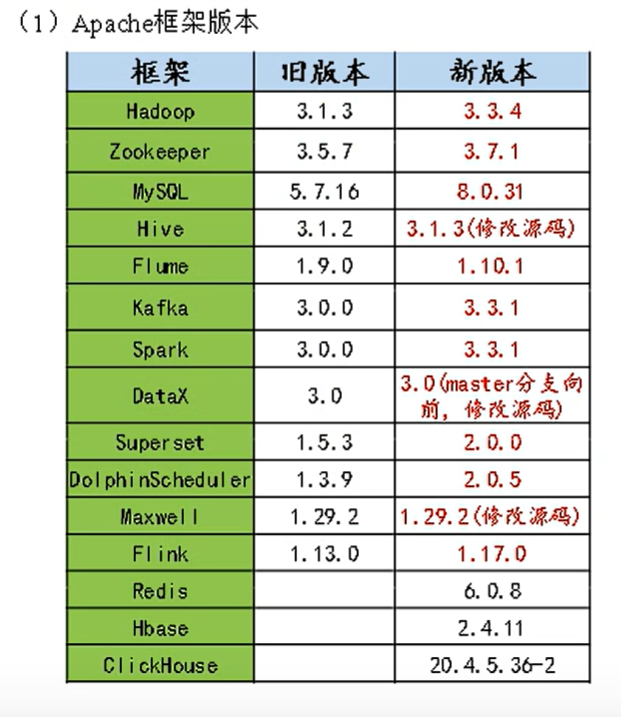 （1）Apache框架版本
框架 旧版本 新版本
Hadoop 3.1.3 3.3.4
Zookeeper 3.5.7 3.7.1
MySQL 5.7.16 8.0.31
Hive 3.1.2 3.1.3(修改源码)
Flume 1.9.0 1.10.1
Kafka 3.0.0 3.3.1
Spark 3.0.0 3.3.1
DataX 3.0 3.0(master分支向
前，修改源码)
Superset 1.5.3 2.0.0
DolphinScheduler 1.3.9 2.0.5
Maxwell 1.29.2 1.29.2(修改源码)
Flink 1.13.0 1.17.0
Redis 6.0.8
Hbase 2.4.11
ClickHouse 20.4.5.36-2